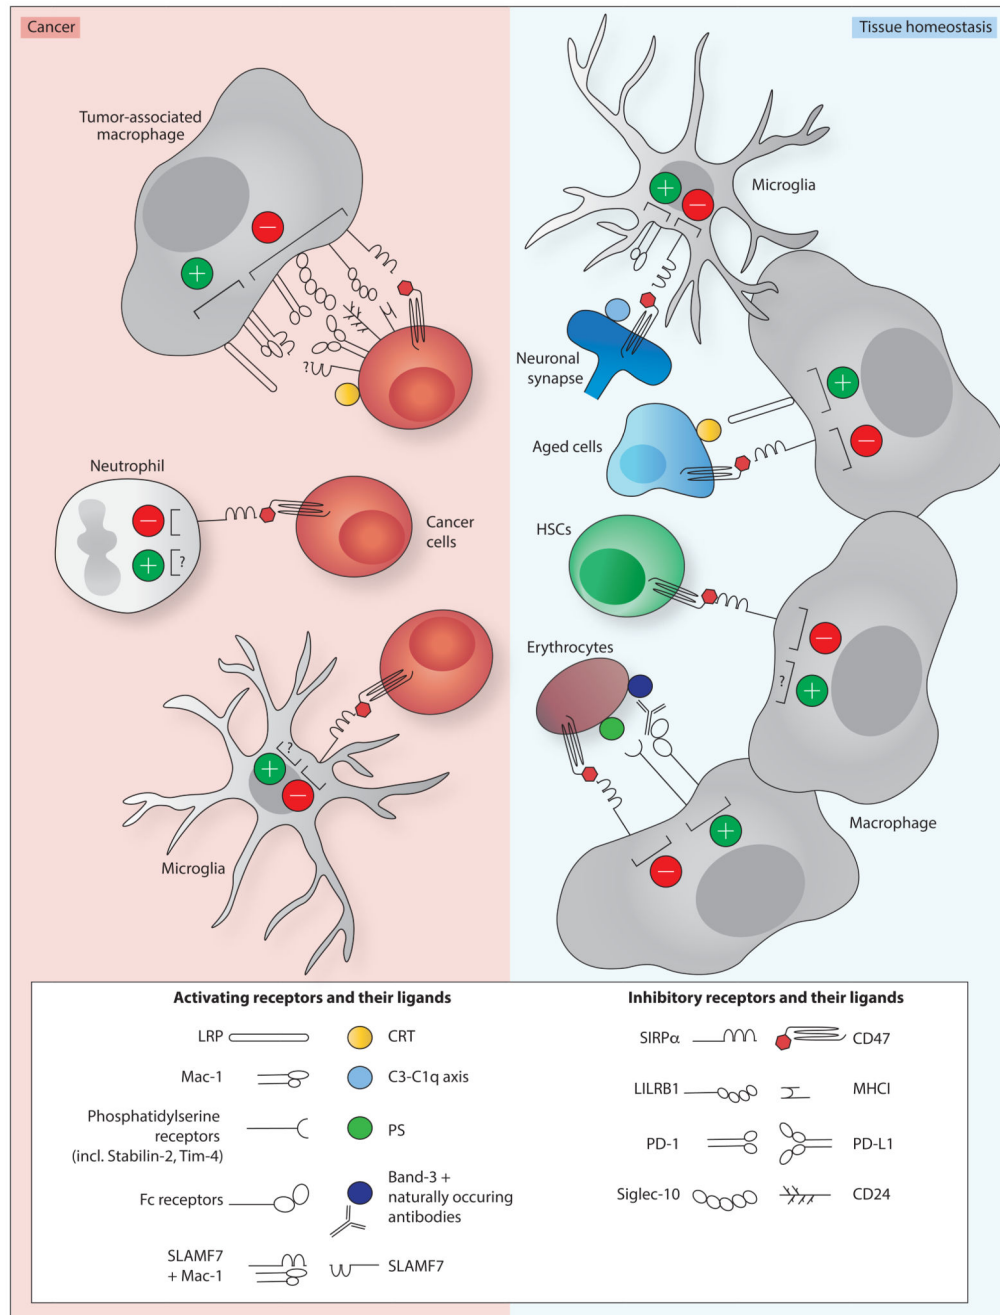 Cancer
Tissue homeostasis
Tumor-associated
macrophage
+
−
?
Microglia
+
−
Neuronal
synapse
+
Aged cells
−
Neutrophil
−
+
?
Cancer
cells
HSCs
−
?
+
Erythrocytes
?
+
−
Microglia
Macrophage
+
−
Activating receptors and their ligands
LRP
CRT
Mac-1
C3-C1q axis
Phosphatidylserine
receptors
(incl. Stabilin-2, Tim-4)
PS
Fc receptors
Band-3 +
naturally occuring
antibodies
SLAMF7
+ Mac-1
SLAMF7
Inhibitory receptors and their ligands
SIRPα
CD47
LILRB1
MHCI
PD-1
PD-L1
Siglec-10
CD24